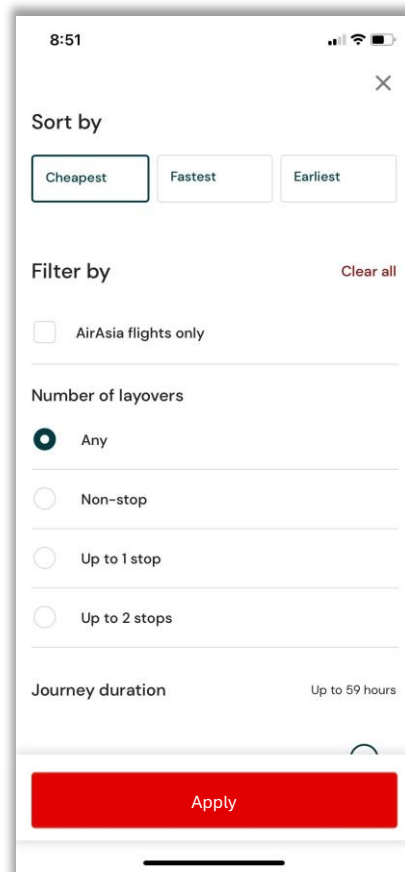 8:51
Sort by
Cheapest Fastest Earliest
Filter by Clear all
AirAsia flights only
Number of layovers
Any
Non-stop
Up to 1 stop
Up to 2 stops
Journey duration Up to 59 hours
Apply